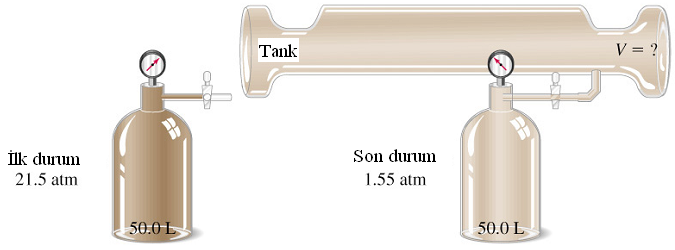 Tank
V = ?
İlk durum
21.5 atm
50.0 L
Son durum
1.55 atm
50.0 L